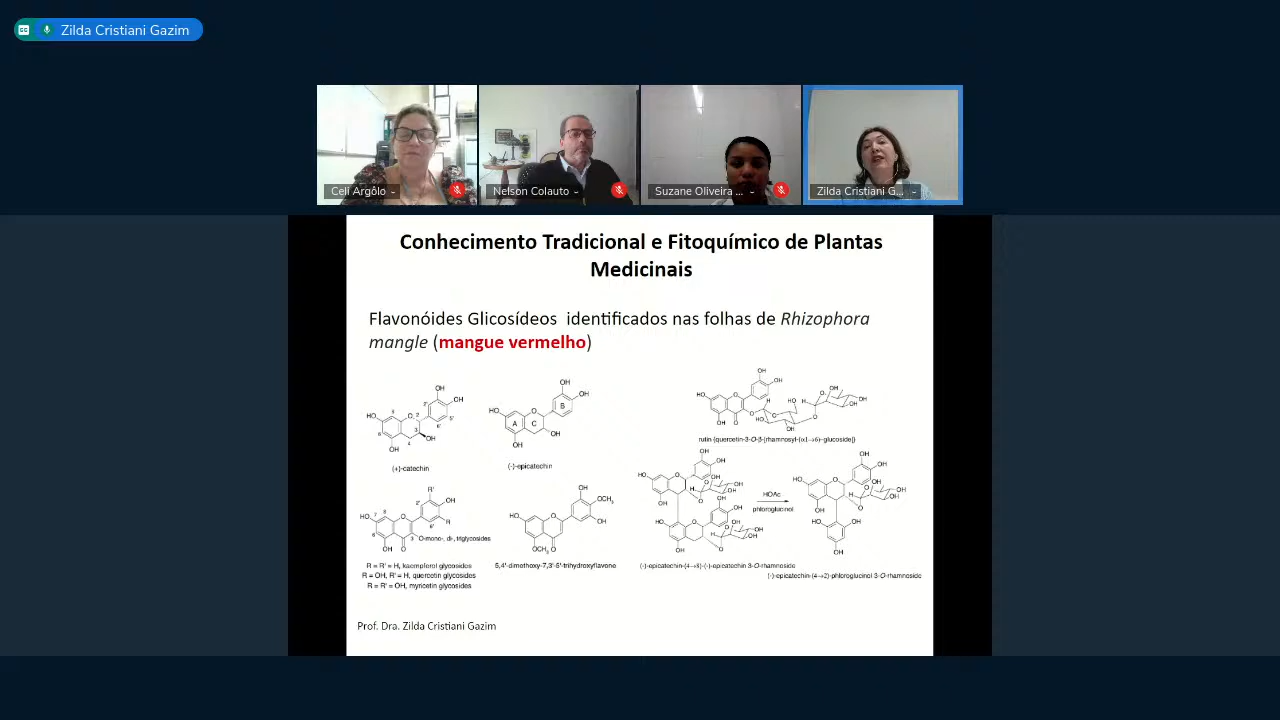 Zilda Cristiani Gazim
Celi Argôlo
Nelson Colauto
Suzane Oliveira ...
Zilda Cristiani G...
Conhecimento Tradicional e Fitoquímico de Plantas
Medicinais
Flavonóides Glicosídeos identificados nas folhas de Rhizophora
mangle (mangue vermelho)
(+)-catechin
A
C
B
(-)-epicatechin
rutin {quercetin-3-O-β-[rhamnosyl-(α1→6)-glucoside]}
HOAc
phloroglucinol
O-mono-, di-, triglycosides
R = R' = H, kaempferol glycosides
R = OH, R' = H, quercetin glycosides
R = R' = OH, myricetin glycosides
5,4'-dimethoxy-7,3'-5'-trihydroxyflavone
(-)-epicatechin-(4→8)-(-)-epicatechin 3-O-rhamnoside
(-)-epicatechin-(4→2)-phloroglucinol 3-O-rhamnoside
Prof. Dra. Zilda Cristiani Gazim